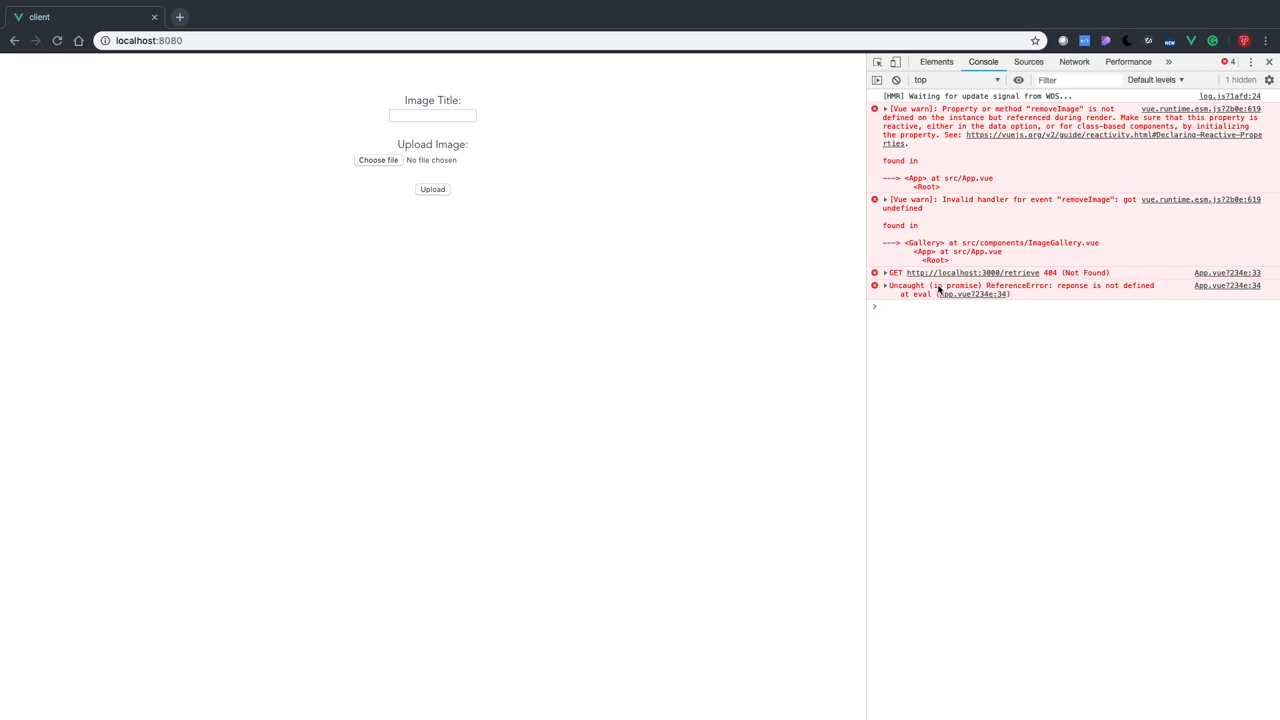 client
localhost:8080
Elements Console Sources Network Performance » 4
top Filter Default levels 1 hidden
NEW
Image Title:
Upload Image:
Choose file No file chosen
Upload
[HMR] Waiting for update signal from WDS... log.js?1afd:24
[Vue warn]: Property or method "removeImage" is not vue.runtime.esm.js?2b0e:619
defined on the instance but referenced during render. Make sure that this property is
reactive, either in the data option, or for class-based components, by initializing
the property. See: https://vuejs.org/v2/guide/reactivity.html#Declaring-Reactive-Prope
rties.
found in
---> <App> at src/App.vue
<Root>
[Vue warn]: Invalid handler for event "removeImage": got vue.runtime.esm.js?2b0e:619
undefined
found in
---> <Gallery> at src/components/ImageGallery.vue
<App> at src/App.vue
<Root>
GET http://localhost:3000/retrieve 404 (Not Found) App.vue?234e:33
Uncaught (in promise) ReferenceError: reponse is not defined App.vue?234e:34
at eval (App.vue?234e:34)
>